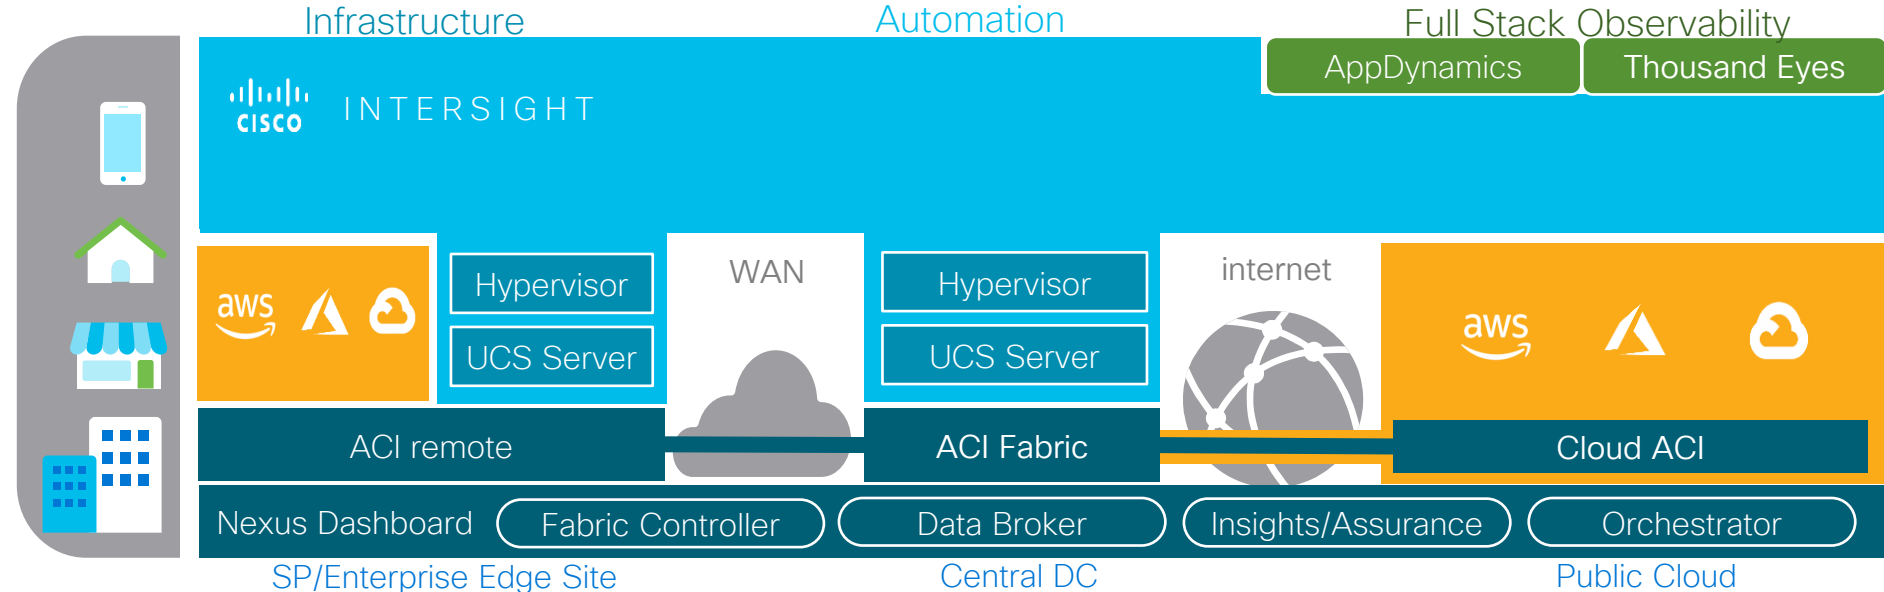 Infrastructure
Automation
Full Stack Observability
AppDynamics
Thousand Eyes
CISCO
INTERSIGHT
aws
Hypervisor
UCS Server
WAN
Hypervisor
UCS Server
internet
aws
ACI remote
ACI Fabric
Cloud ACI
Nexus Dashboard
Fabric Controller
Data Broker
Insights/Assurance
Orchestrator
SP/Enterprise Edge Site
Central DC
Public Cloud